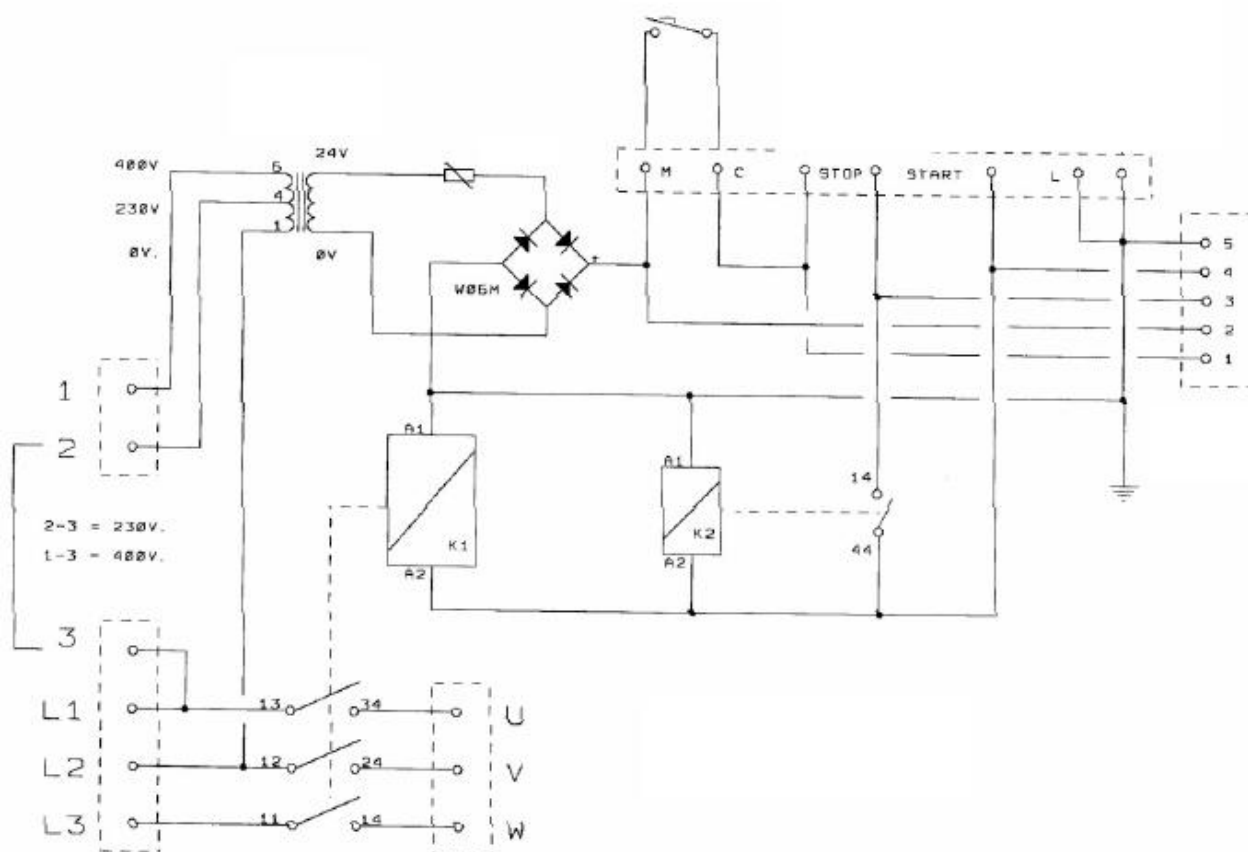 24V
400V
6
M
C
STOP
START
L
4
230V
1
0V.
0V
+
W06M
5
4
3
2
1
1
2
A1
A1
K2
A2
14
44
2-3 = 230V.
1-3 = 400V.
K1
A2
3
L1
13
34
U
L2
12
24
V
L3
11
14
W